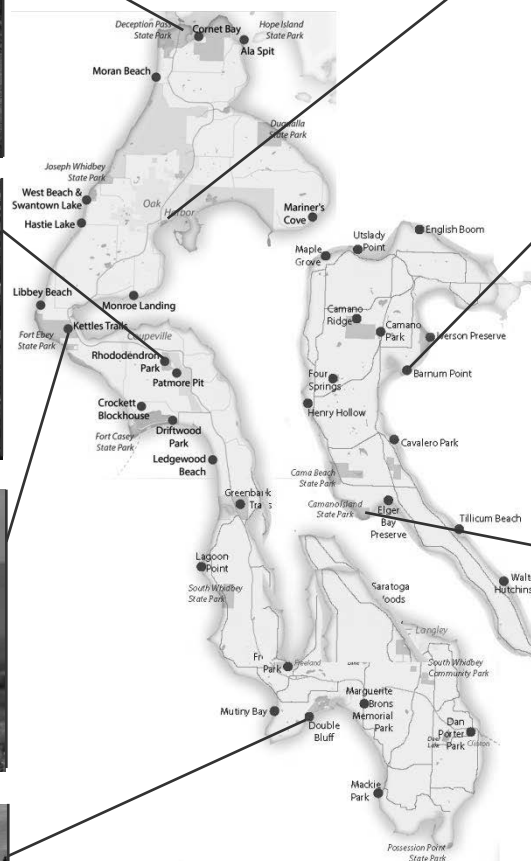 Deception Pass
State Park
Cornet Bay
Hope Island
State Park
Ala Spit
Moran Beach
Dugualla
State Park
Joseph Whidbey
State Park
West Beach &
Swantown Lake
Oak
Harbor
Hastie Lake
Mariner's
Cove
English Boom
Utslady
Point
Maple
Grove
Libbey Beach
Monroe Landing
Camano
Ridge
Camano
Park
Iverson Preserve
Kettles Trails
Coupeville
Fort Ebey
State Park
Rhododendron
Park
Patmore Pit
Barnum Point
Four
Springs
Henry Hollow
Crockett
Blockhouse
Driftwood
Park
Fort Casey
State Park
Cavalero Park
Ledgewood
Beach
Cama Beach
State Park
Greenbank
Trails
Camano Island
State Park
Elger
Bay
Preserve
Tillicum Beach
Lagoon
Point
Walt
Hutchins
South Whidbey
State Park
Saratoga
Woods
Langley
Park
Freeland
South Whidbey
Community Park
Marguerite
Brons
Memorial
Park
Mutiny Bay
Double
Bluff
Dan
Porter
Park
Deer
Lake
Clinton
Mackie
Park
Possession Point
State Park